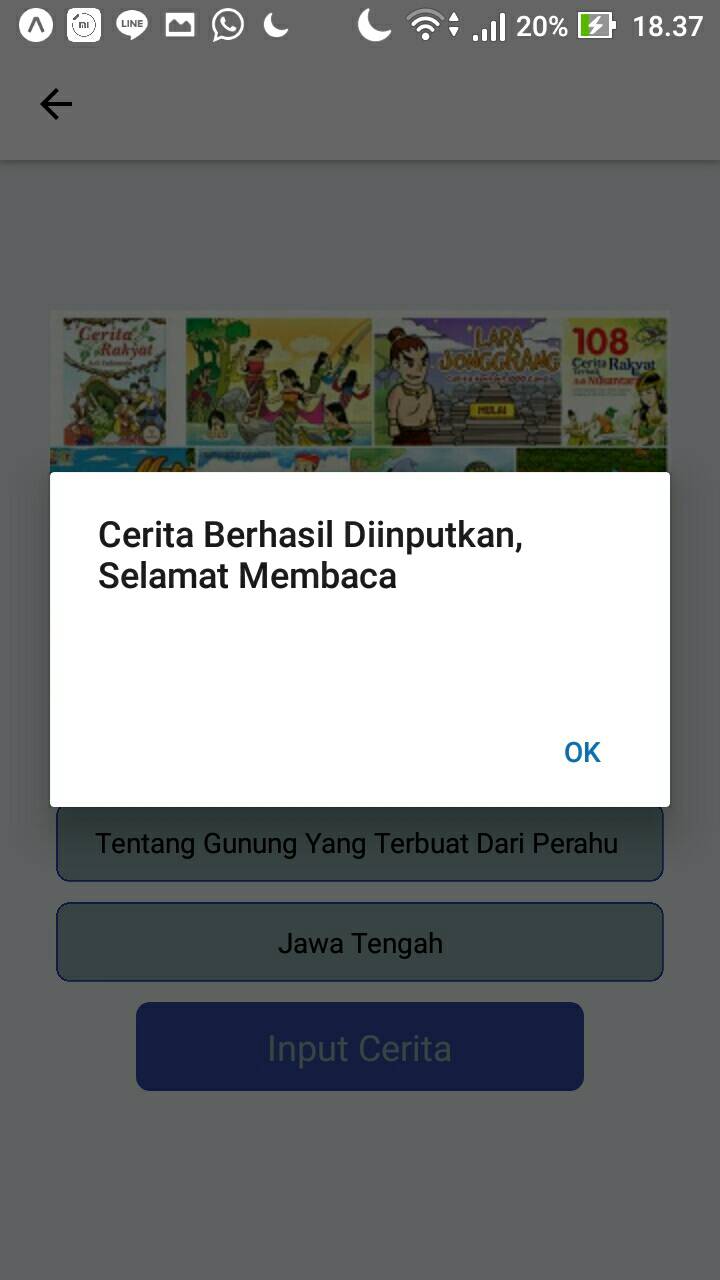 LINE
20%
18.37
Cerita
Rakyat
LARA
JONGGRANG
MULAI
108
Cerita Rakyat
Terbaik
Asli Nusantara
Cerita Berhasil Diinputkan,
Selamat Membaca
OK
Tentang Gunung Yang Terbuat Dari Perahu
Jawa Tengah
Input Cerita